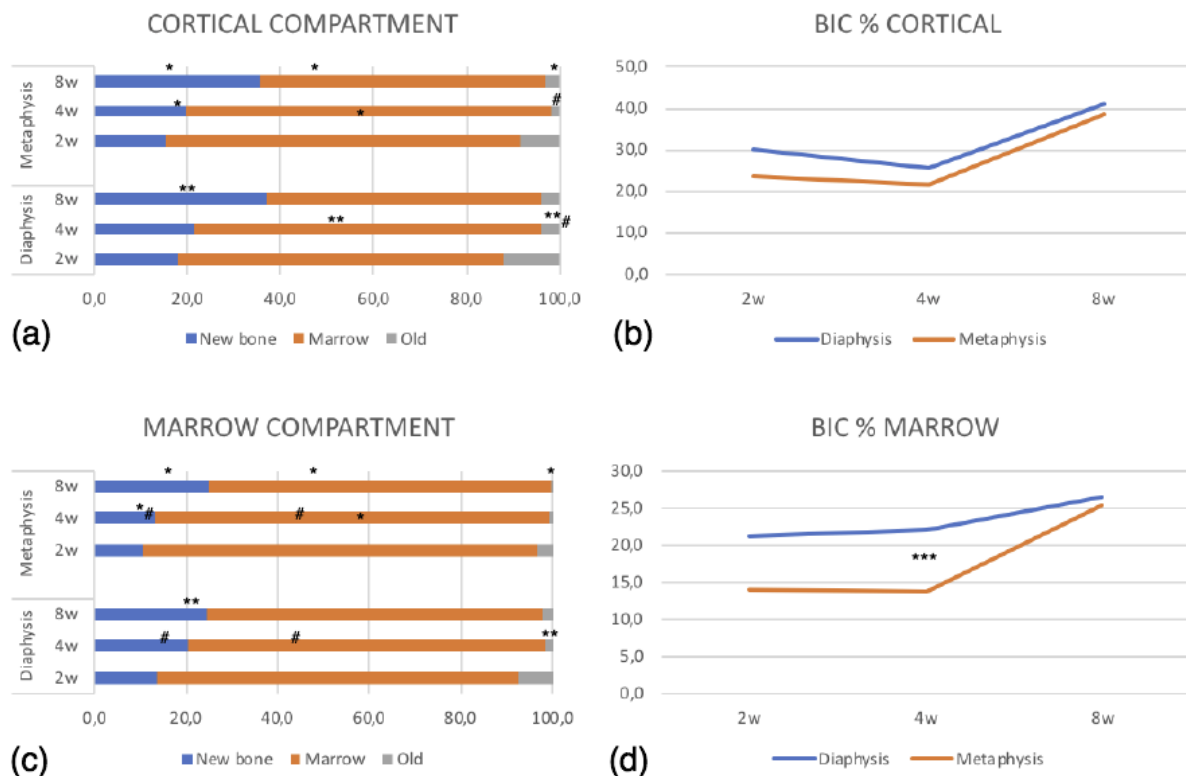 CORTICAL COMPARTMENT
* * *
Metaphysis
8w
* * #
4w
2w
Diaphysis
**
8w
** ** #
4w
2w
0,0 20,0 40,0 60,0 80,0 100,0
(a)
New bone Marrow Old
BIC % CORTICAL
50,0
40,0
30,0
20,0
10,0
0,0
2w 4w 8w
(b)
Diaphysis Metaphysis
MARROW COMPARTMENT
* * *
Metaphysis
8w
* # # *
4w
2w
Diaphysis
**
8w
# # **
4w
2w
0,0 20,0 40,0 60,0 80,0 100,0
(c)
New bone Marrow Old
BIC % MARROW
30,0
25,0
20,0
***
15,0
10,0
5,0
0,0
2w 4w 8w
(d)
Diaphysis Metaphysis